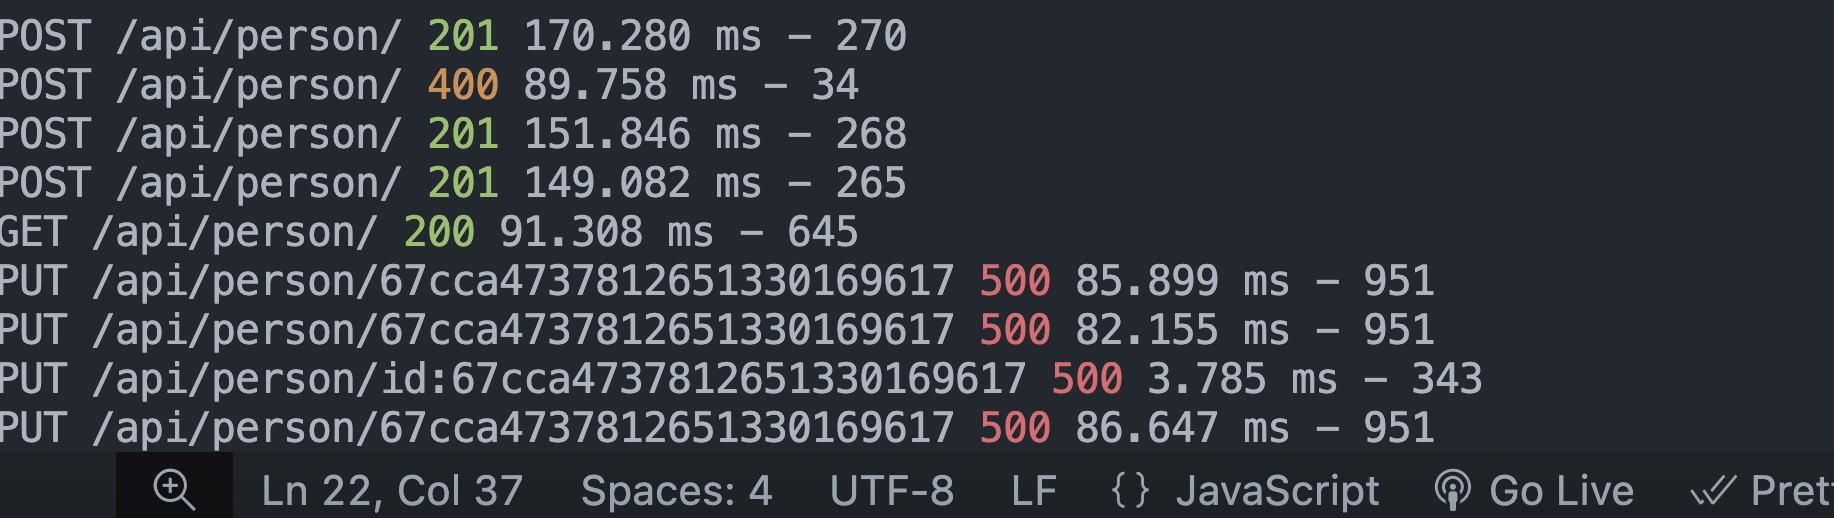 POST /api/person/ 201 170.280 ms - 270
POST /api/person/ 400 89.758 ms - 34
POST /api/person/ 201 151.846 ms - 268
POST /api/person/ 201 149.082 ms - 265
GET /api/person/ 200 91.308 ms - 645
PUT /api/person/67cca4737812651330169617 500 85.899 ms - 951
PUT /api/person/67cca4737812651330169617 500 82.155 ms - 951
PUT /api/person/id:67cca4737812651330169617 500 3.785 ms - 343
PUT /api/person/67cca4737812651330169617 500 86.647 ms - 951
Ln 22, Col 37 Spaces: 4 UTF-8 LF {} JavaScript Go Live